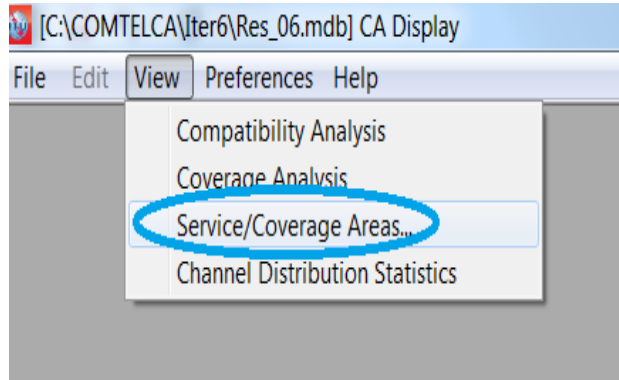 [C:\COMTELCA\Iter6\Res_06.mdb] CA Display
File Edit View Preferences Help
Compatibility Analysis
Coverage Analysis
Service/Coverage Areas...
Channel Distribution Statistics